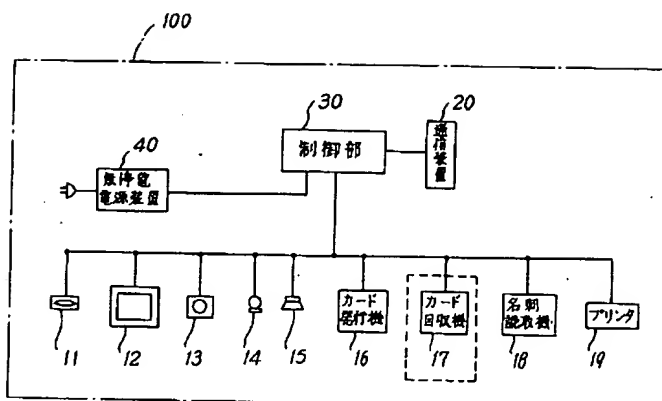 100
30
20
制御部
通信装置
40
無停電
電源装置
カード
発行機
カード
回収機
名刺
読取機
プリンタ
11
12
13
14
15
16
17
18
19